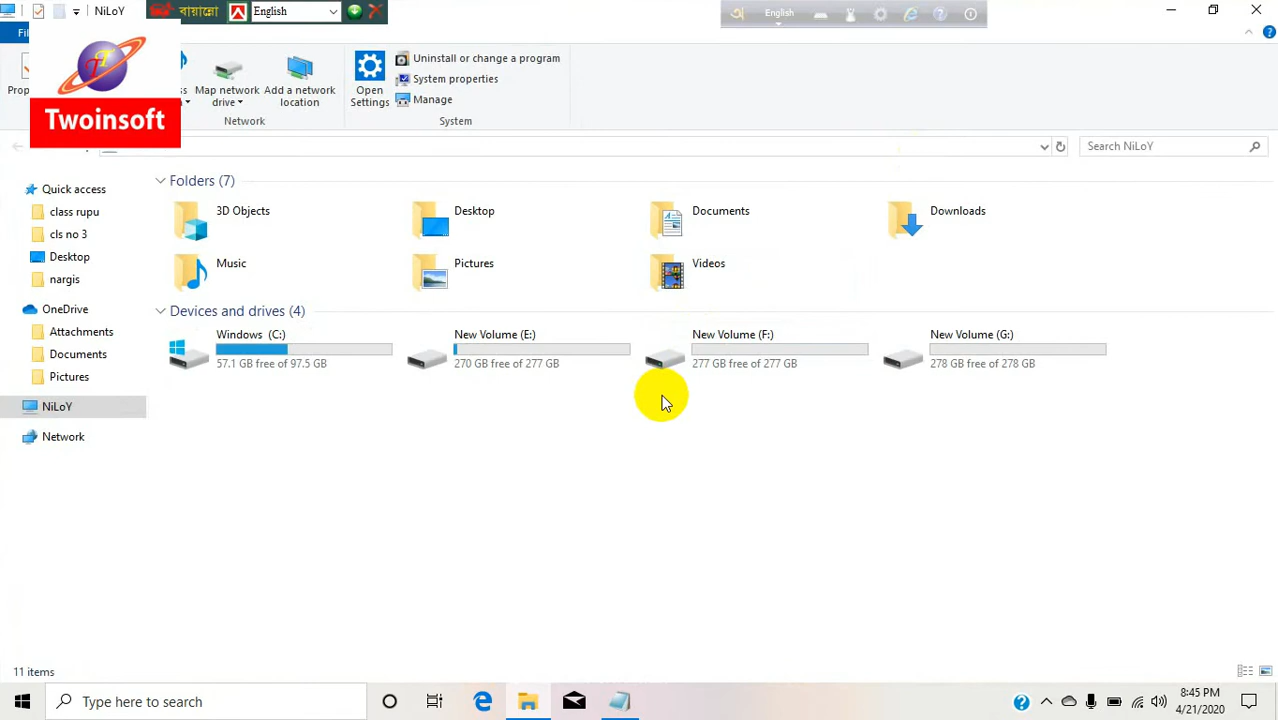 NiLoY
বায়ান্নো
English
English
Fi
Uninstall or change a program
System properties
Manage
Prop
ss
Map network drive
Add a network location
Open Settings
Network
System
TT
Twoinsoft
Search NiLoY
Quick access
class rupu
cls no 3
Desktop
nargis
OneDrive
Attachments
Documents
Pictures
NiLoY
Network
Folders (7)
3D Objects
Desktop
Documents
Downloads
Music
Pictures
Videos
Devices and drives (4)
Windows (C:)
57.1 GB free of 97.5 GB
New Volume (E:)
270 GB free of 277 GB
New Volume (F:)
277 GB free of 277 GB
New Volume (G:)
278 GB free of 278 GB
11 items
Type here to search
8:45 PM
4/21/2020